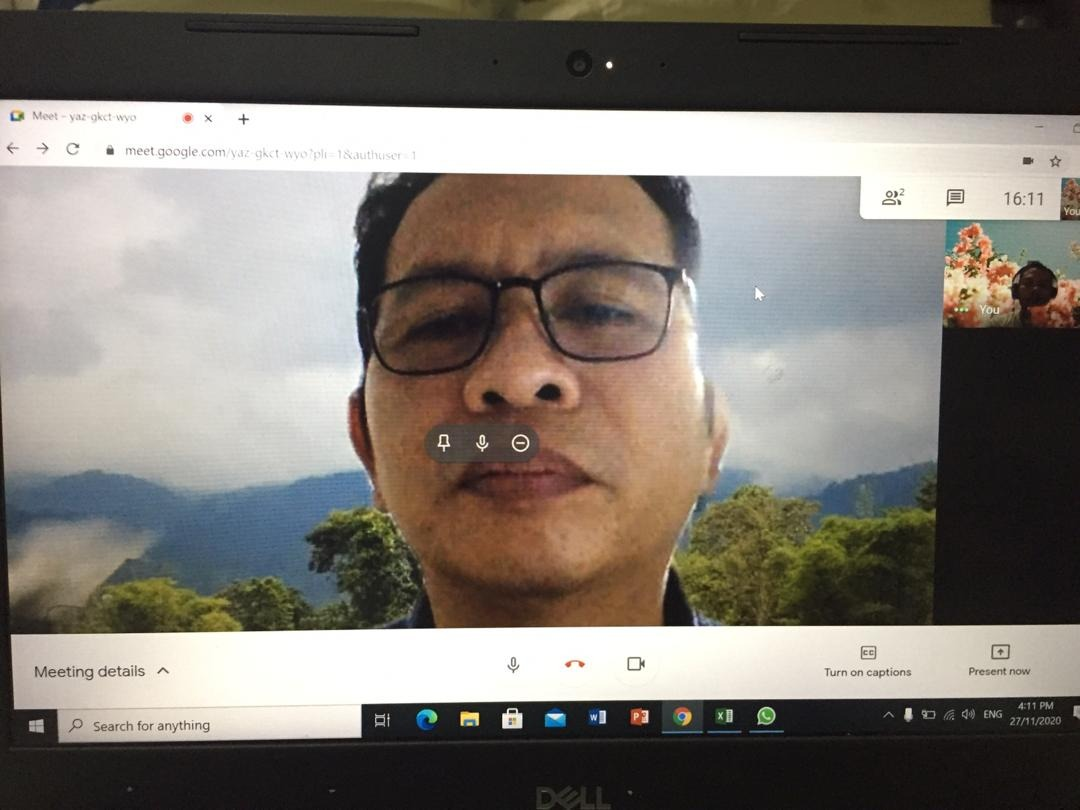 Meet - yaz-gkct-wyo
meet.google.com/yaz-gkct-wyo?pli=1&authuser=1
2
16:11
You
You
Meeting details
CC
Turn on captions
Present now
Search for anything
ENG
4:11 PM
27/11/2020
DELL